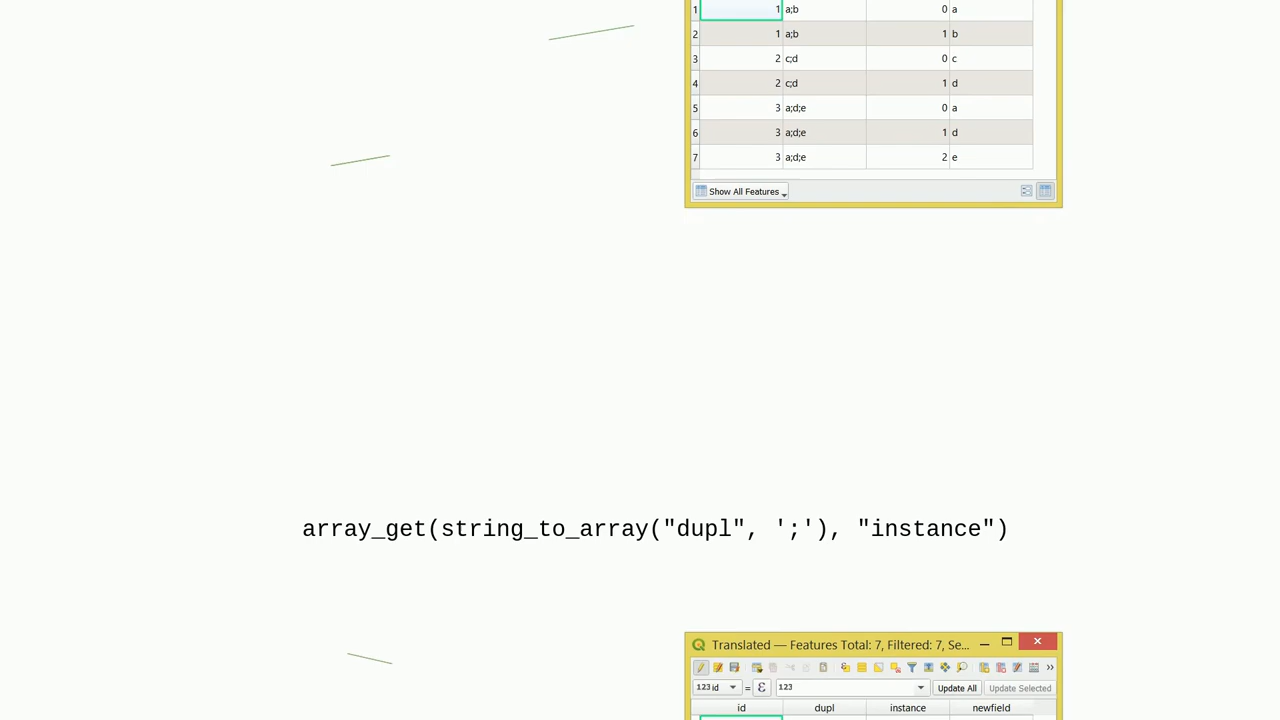 1 1 a;b 0 a
2 1 a;b 1 b
3 2 c;d 0 c
4 2 c;d 1 d
5 3 a;d;e 0 a
6 3 a;d;e 1 d
7 3 a;d;e 2 e
Show All Features
array_get(string_to_array("dupl", ';'), "instance")
Translated — Features Total: 7, Filtered: 7, Se...
123 id = ε 123 Update All Update Selected
id dupl instance newfield